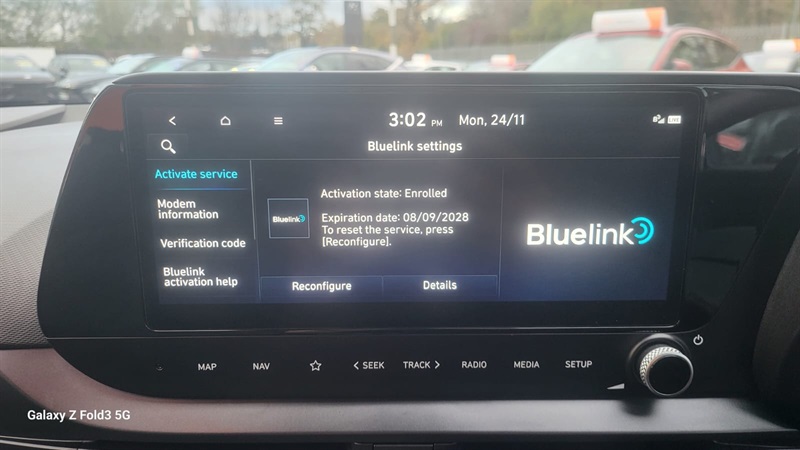 3:02 PM Mon, 24/11
LIVE
Bluelink settings
Activate service
Modem
information
Verification code
Bluelink
activation help
Bluelink
Activation state: Enrolled
Expiration date: 08/09/2028
To reset the service, press
[Reconfigure].
Reconfigure
Details
Bluelink
MAP
NAV
SEEK
TRACK
RADIO
MEDIA
SETUP
Galaxy Z Fold3 5G